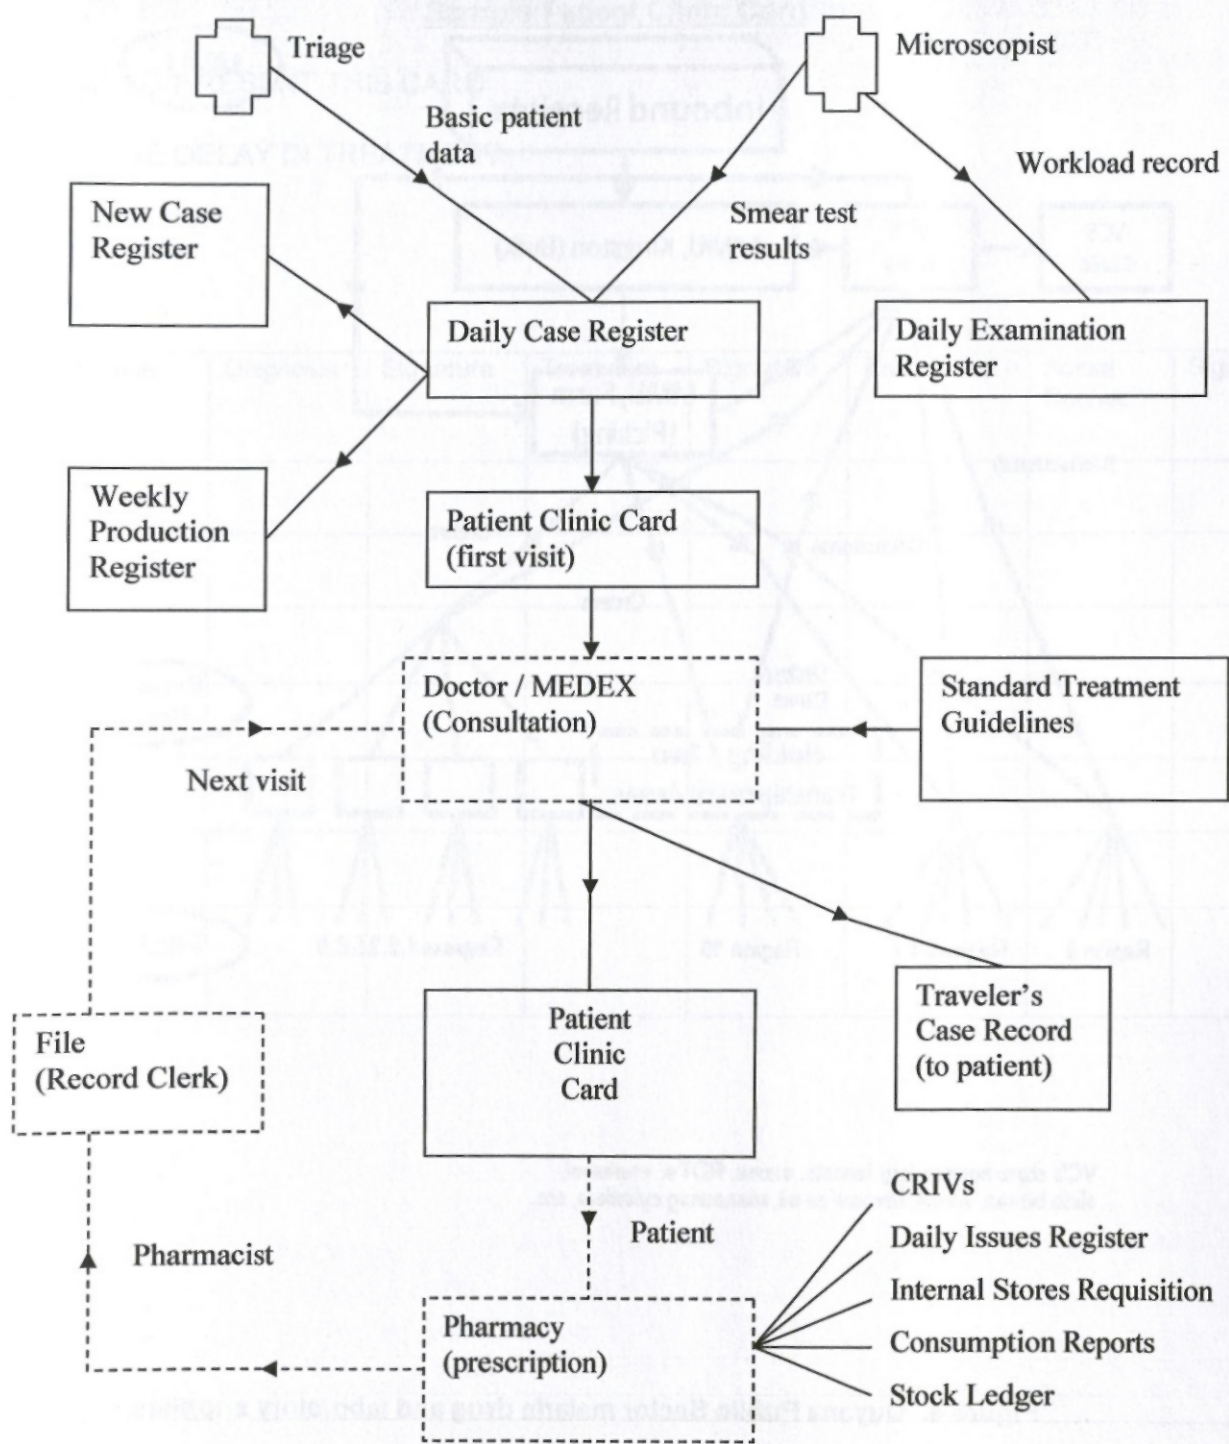 Triage
Microscopist
Basic patient
data
Workload record
New Case
Register
Smear test
results
Daily Case Register
Daily Examination
Register
Weekly
Production
Register
Patient Clinic Card
(first visit)
Doctor / MEDEX
(Consultation)
Standard Treatment
Guidelines
Next visit
Patient
Clinic
Card
Traveler's
Case Record
(to patient)
File
(Record Clerk)
CRIVs
Patient
Daily Issues Register
Pharmacist
Internal Stores Requisition
Pharmacy
(prescription)
Consumption Reports
Stock Ledger